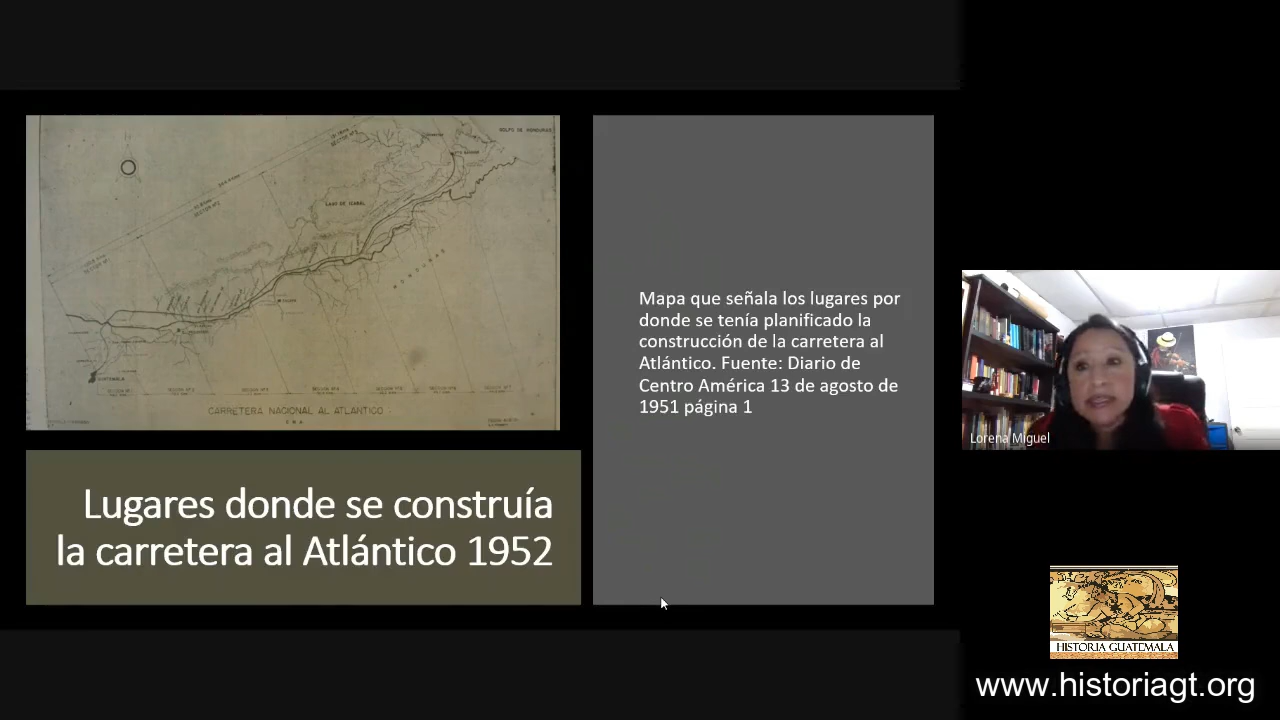 GOLFO DE HONDURAS
LAGO DE IZABAL
HONDURAS
GUATEMALA
CARRETERA NACIONAL AL ATLANTICO
Mapa que señala los lugares por
donde se tenía planificado la
construcción de la carretera al
Atlántico. Fuente: Diario de
Centro América 13 de agosto de
1951 página 1
Lugares donde se construía
la carretera al Atlántico 1952
Lorena Miguel
HISTORIA GUATEMALA
www.historiagt.org